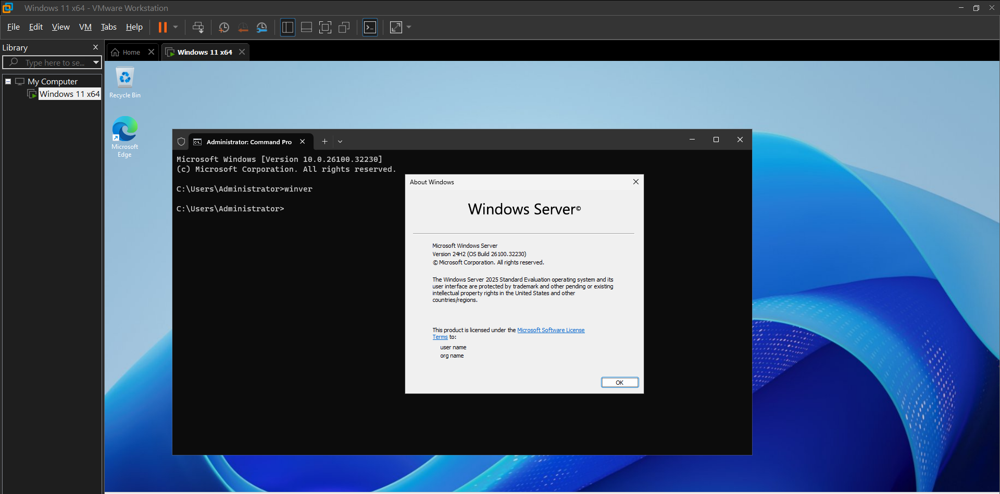 Windows 11 x64 - VMware Workstation
File Edit View VM Tabs Help
Library
Type here to se...
My Computer
Windows 11 x64
Home
Windows 11 x64
Recycle Bin
Microsoft
Edge
Administrator: Command Pro
Microsoft Windows [Version 10.0.26100.32230]
(c) Microsoft Corporation. All rights reserved.
C:\Users\Administrator>winver
C:\Users\Administrator>
About Windows
Windows Server©
Microsoft Windows Server
Version 24H2 (OS Build 26100.32230)
© Microsoft Corporation. All rights reserved.
The Windows Server 2025 Standard Evaluation operating system and its
user interface are protected by trademark and other pending or existing
intellectual property rights in the United States and other
countries/regions.
This product is licensed under the Microsoft Software License
Terms to:
user name
org name
OK